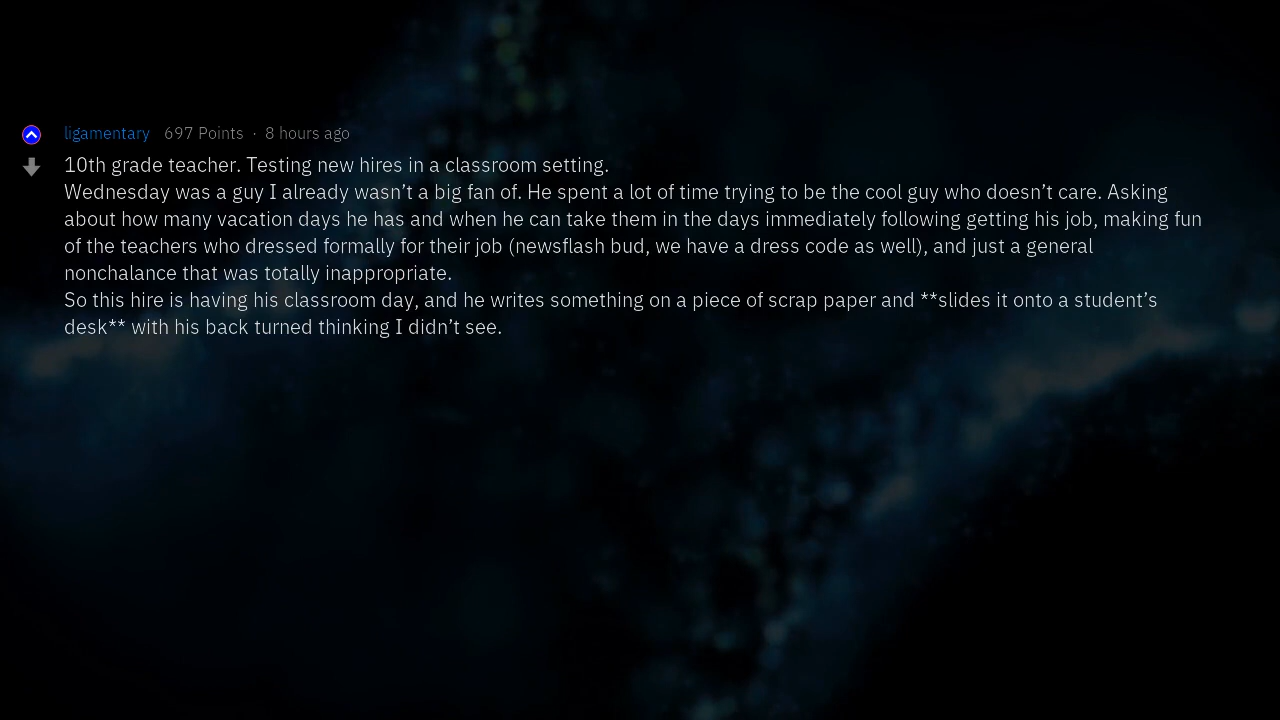 ligamentary 697 Points · 8 hours ago
10th grade teacher. Testing new hires in a classroom setting.
Wednesday was a guy I already wasn’t a big fan of. He spent a lot of time trying to be the cool guy who doesn’t care. Asking
about how many vacation days he has and when he can take them in the days immediately following getting his job, making fun
of the teachers who dressed formally for their job (newsflash bud, we have a dress code as well), and just a general
nonchalance that was totally inappropriate.
So this hire is having his classroom day, and he writes something on a piece of scrap paper and **slides it onto a student’s
desk** with his back turned thinking I didn’t see.